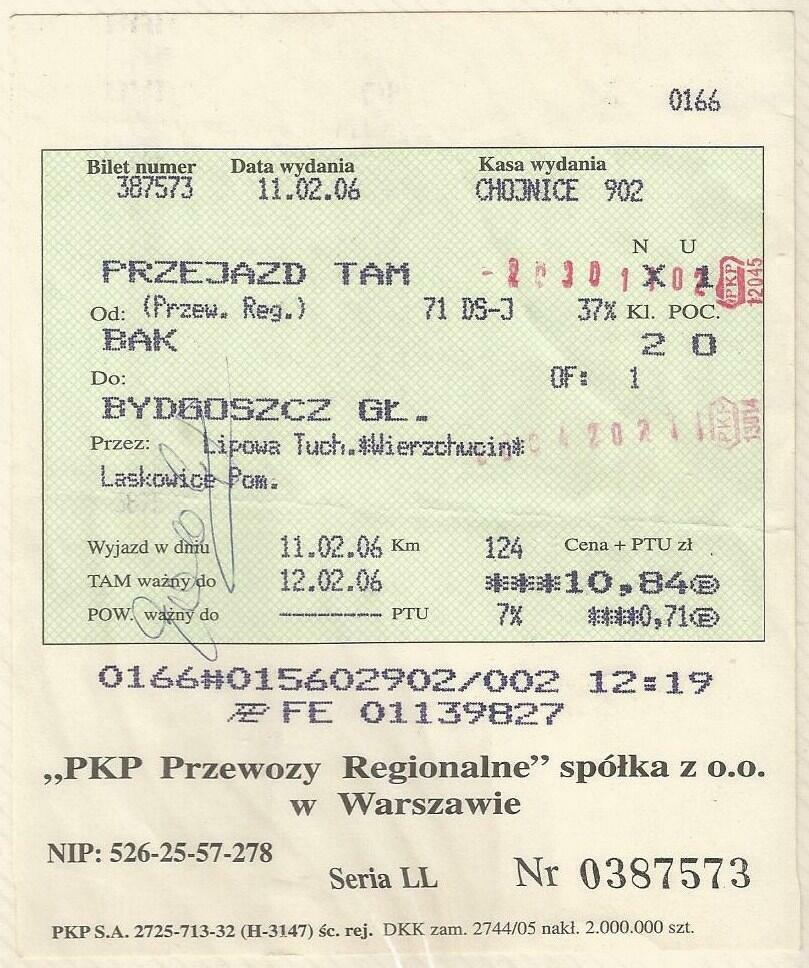 0166
Bilet numer Data wydania Kasa wydania
387573 11.02.06 CHOJNICE 902
N U
PRZEJAZD TAM X 1
PKP 12045
Od: (Przew. Reg.) 71 DS-J 37% Kl. POC.
BAK 2 0
Do: OF: 1
BYDGOSZCZ GŁ.
PKP 13014
Przez: Lipowa Tuch.*Wierzchucin*
Laskowice Pom.
Wyjazd w dniu 11.02.06 Km 124 Cena + PTU zł
TAM ważny do 12.02.06 ****10,84
POW. ważny do ---------- PTU 7% ****0,71
0166#015602902/002 12:19
FE 01139827
„PKP Przewozy Regionalne” spółka z o.o.
w Warszawie
NIP: 526-25-57-278
Seria LL Nr 0387573
PKP S.A. 2725-713-32 (H-3147) śc. rej. DKK zam. 2744/05 nakł. 2.000.000 szt.